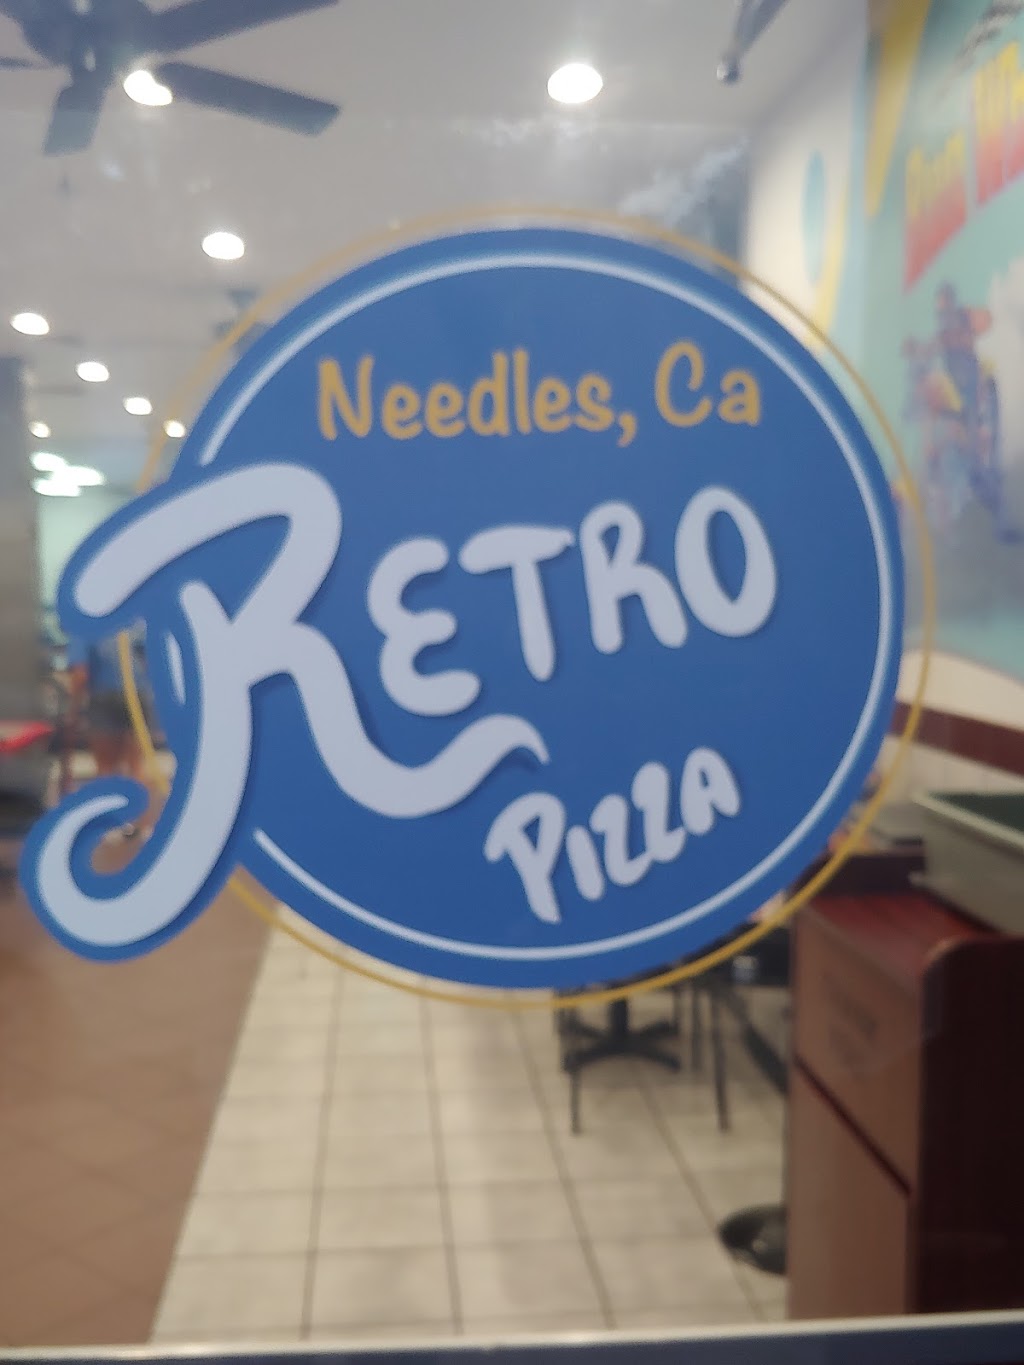 Needles, Ca
RETRO
PIZZA